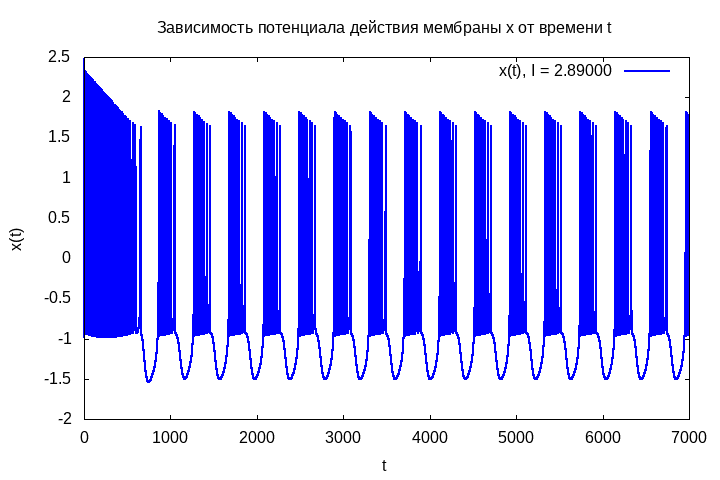 Зависимость потенциала действия мембраны x от времени t
x(t), I = 2.89000
2.5
2
1.5
1
0.5
0
-0.5
-1
-1.5
-2
x(t)
0 1000 2000 3000 4000 5000 6000 7000
t